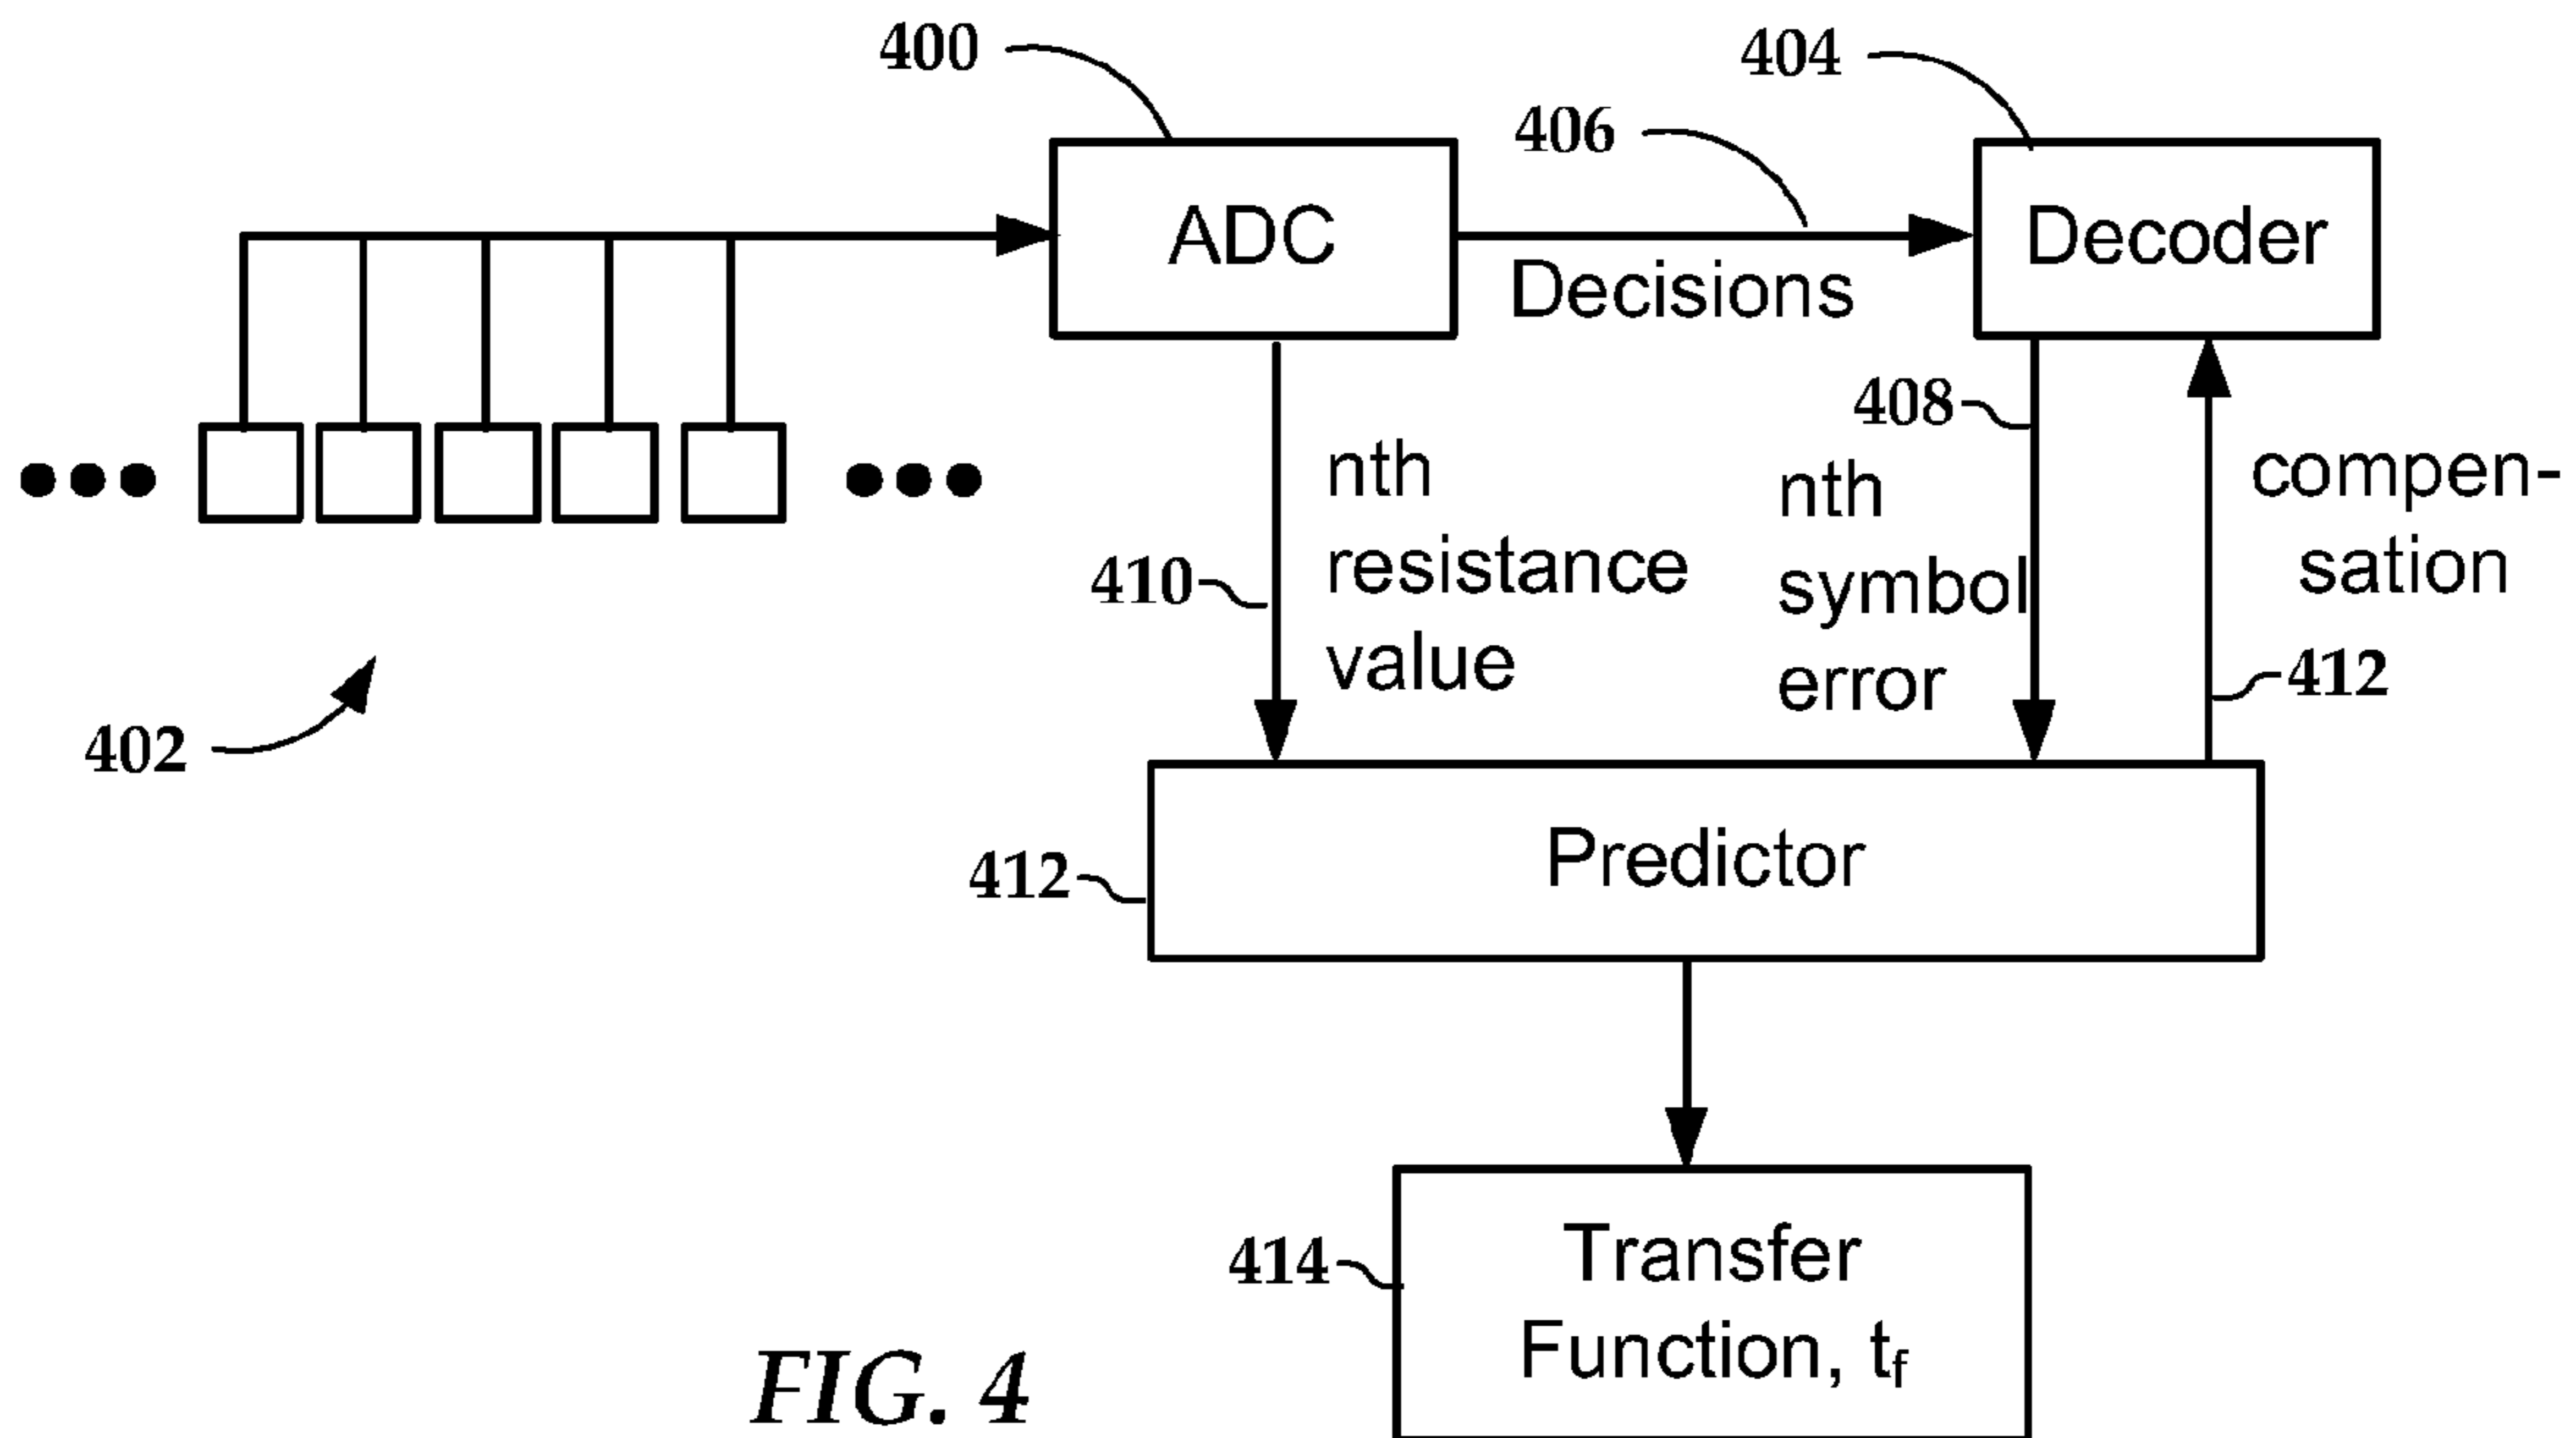 400
404
406
ADC
Decoder
Decisions
408
nth
resistance
value
nth
symbol
error
compen-
sation
410
412
402
412
Predictor
414
Transfer
Function, tf
FIG. 4